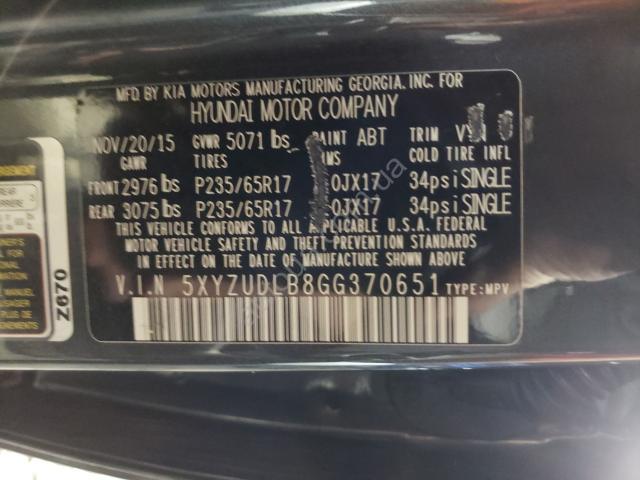 MFD. BY KIA MOTORS MANUFACTURING GEORGIA. INC. FOR
HYUNDAI MOTOR COMPANY
NOV/20/15 GVWR 5071 lbs PAINT ABT TRIM
GAWR TIRES COLD TIRE INFL
FRONT 2976 lbs P235/65R17 0JX17 34psi SINGLE
REAR 3075 lbs P235/65R17 0JX17 34psi SINGLE
THIS VEHICLE CONFORMS TO ALL APPLICABLE U.S.A. FEDERAL
MOTOR VEHICLE SAFETY AND THEFT PREVENTION STANDARDS
IN EFFECT ON THE DATE OF MANUFACTURE SHOWN ABOVE
V.I.N 5XYZUDLB8GG370651 TYPE: MPV
Z670